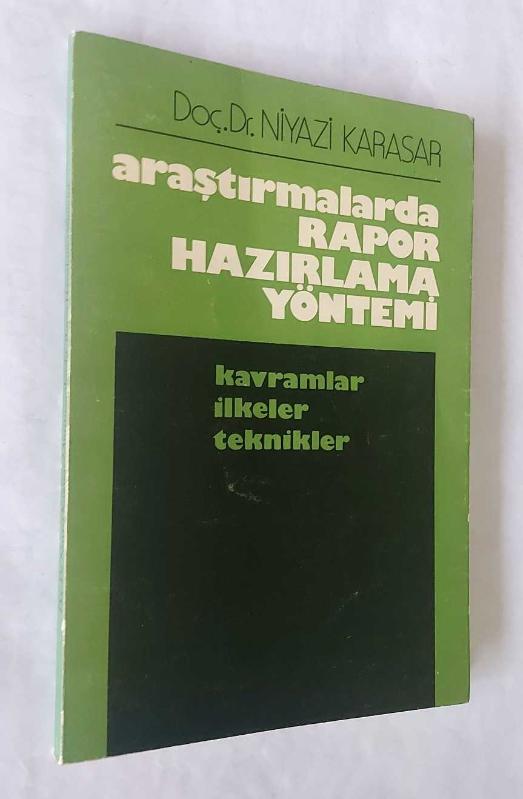 Doç.Dr. NİYAZİ KARASAR
araştırmalarda
RAPOR
HAZIRLAMA
YÖNTEMİ
kavramlar
ilkeler
teknikler